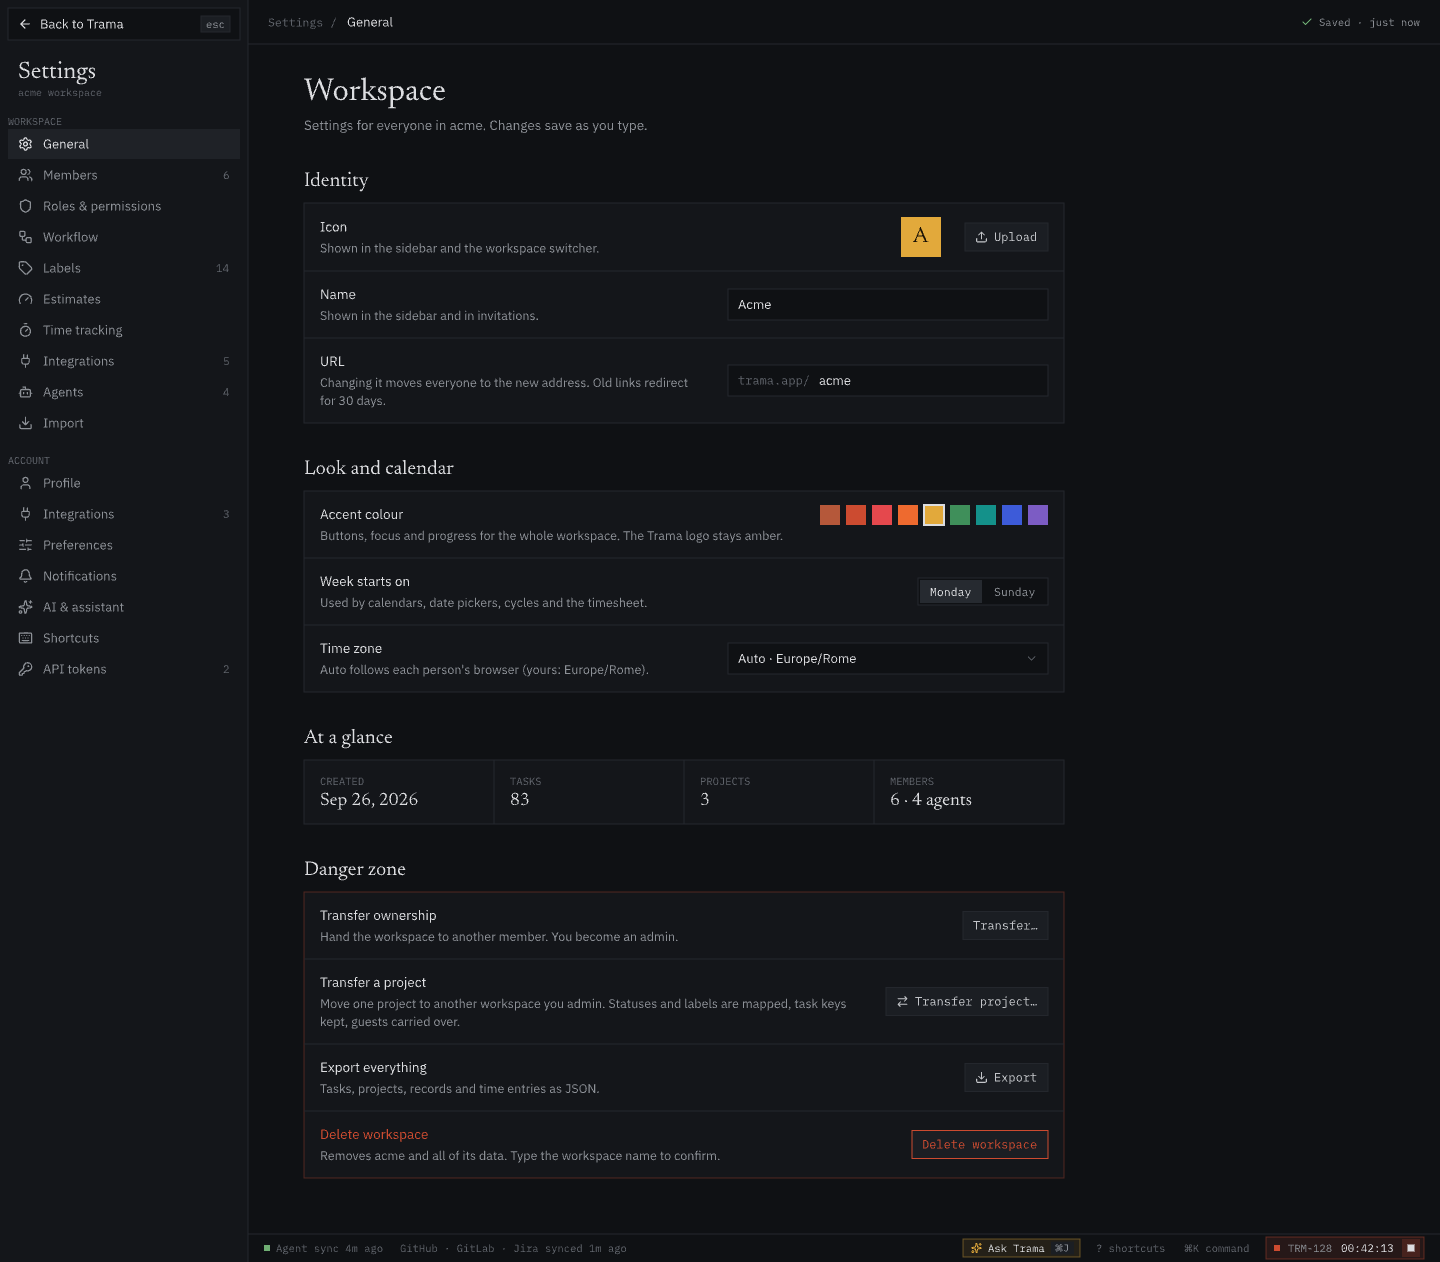 Back to Trama
esc
Settings
acme workspace
WORKSPACE
General
Members 6
Roles & permissions
Workflow
Labels 14
Estimates
Time tracking
Integrations 5
Agents 4
Import
ACCOUNT
Profile
Integrations 3
Preferences
Notifications
AI & assistant
Shortcuts
API tokens 2
Settings / General
Saved · just now
Workspace
Settings for everyone in acme. Changes save as you type.
Identity
Icon
Shown in the sidebar and the workspace switcher.
A
Upload
Name
Shown in the sidebar and in invitations.
Acme
URL
Changing it moves everyone to the new address. Old links redirect
for 30 days.
trama.app/ acme
Look and calendar
Accent colour
Buttons, focus and progress for the whole workspace. The Trama logo stays amber.
Week starts on
Used by calendars, date pickers, cycles and the timesheet.
Monday Sunday
Time zone
Auto follows each person's browser (yours: Europe/Rome).
Auto · Europe/Rome
At a glance
CREATED
Sep 26, 2026
TASKS
83
PROJECTS
3
MEMBERS
6 · 4 agents
Danger zone
Transfer ownership
Hand the workspace to another member. You become an admin.
Transfer…
Transfer a project
Move one project to another workspace you admin. Statuses and labels are mapped, task keys
kept, guests carried over.
Transfer project…
Export everything
Tasks, projects, records and time entries as JSON.
Export
Delete workspace
Removes acme and all of its data. Type the workspace name to confirm.
Delete workspace
Agent sync 4m ago
GitHub · GitLab · Jira synced 1m ago
Ask Trama ⌘J
? shortcuts
⌘K command
TRM-128 00:42:13